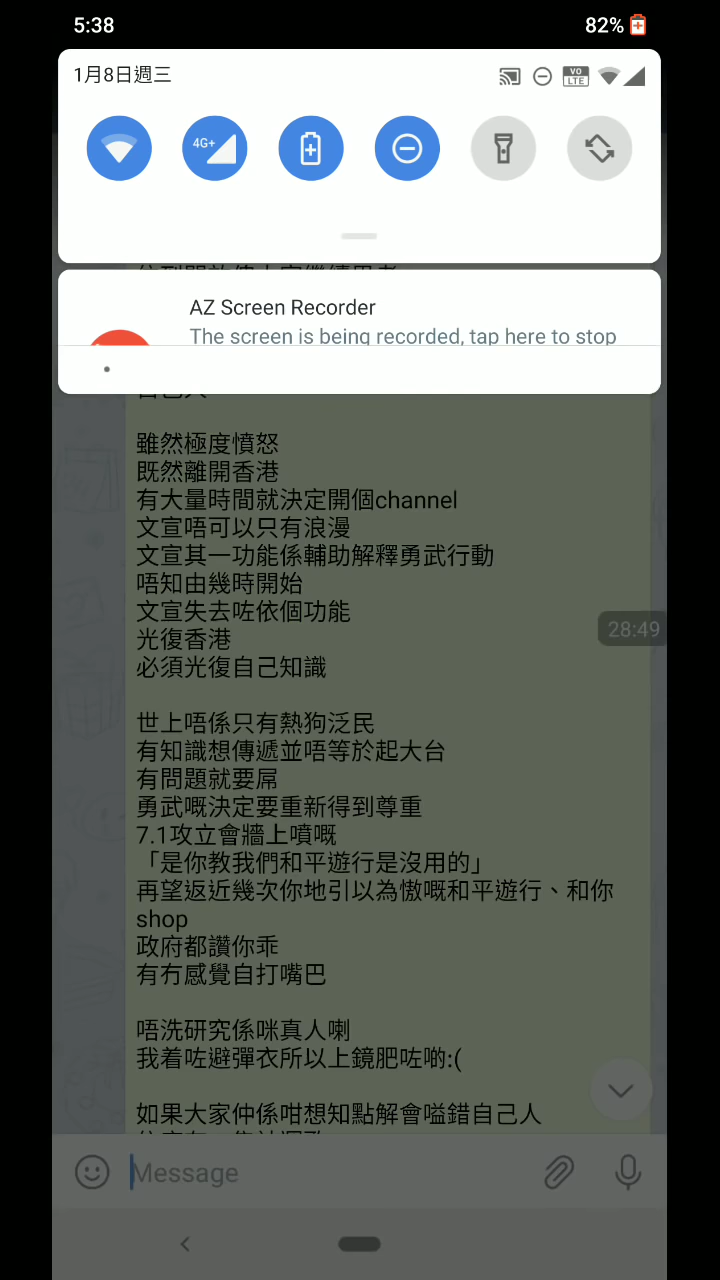 5:38
82%
1月8日週三
VO LTE
4G+
AZ Screen Recorder
The screen is being recorded, tap here to stop
雖然極度憤怒
既然離開香港
有大量時間就決定開個channel
文宣唔可以只有浪漫
文宣其一功能係輔助解釋勇武行動
唔知由幾時開始
文宣失去咗依個功能
光復香港
必須光復自己知識
28:49
世上唔係只有熱狗泛民
有知識想傳遞並唔等於起大台
有問題就要屌
勇武嘅決定要重新得到尊重
7.1攻立會牆上噴嘅
「是你教我們和平遊行是沒用的」
再望返近幾次你地引以為傲嘅和平遊行、和你
shop
政府都讚你乖
有冇感覺自打嘴巴
唔洗研究係咪真人喇
我着咗避彈衣所以上鏡肥咗啲:(
如果大家仲係咁想知點解會嗌錯自己人
Message